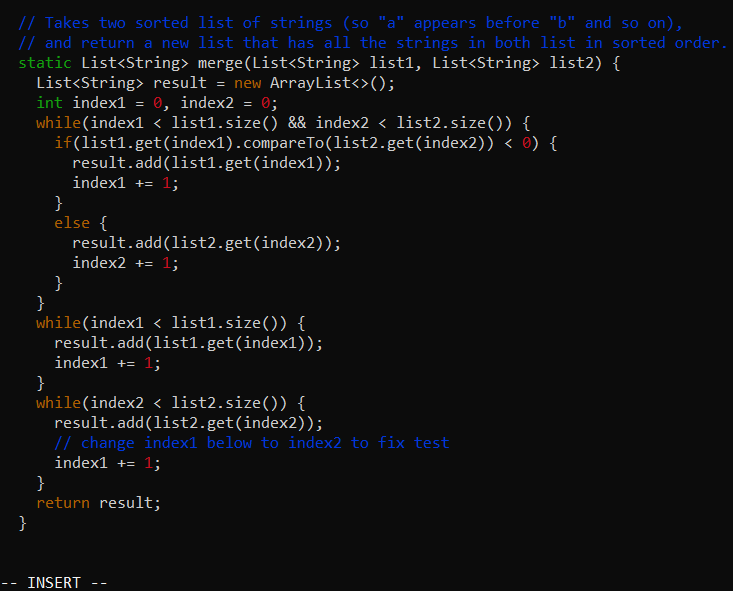 // Takes two sorted list of strings (so "a" appears before "b" and so on),
// and return a new list that has all the strings in both list in sorted order.
static List<String> merge(List<String> list1, List<String> list2) {
  List<String> result = new ArrayList<>();
  int index1 = 0, index2 = 0;
  while(index1 < list1.size() && index2 < list2.size()) {
    if(list1.get(index1).compareTo(list2.get(index2)) < 0) {
      result.add(list1.get(index1));
      index1 += 1;
    }
    else {
      result.add(list2.get(index2));
      index2 += 1;
    }
  }
  while(index1 < list1.size()) {
    result.add(list1.get(index1));
    index1 += 1;
  }
  while(index2 < list2.size()) {
    result.add(list2.get(index2));
    // change index1 below to index2 to fix test
    index1 += 1;
  }
  return result;
}
-- INSERT --